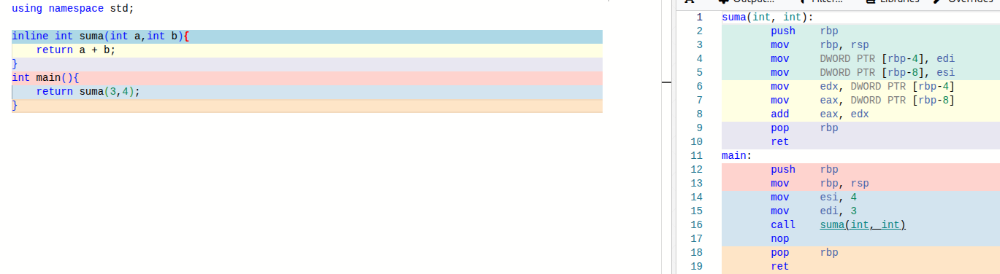 using namespace std;
inline int suma(int a,int b){
    return a + b;
}
int main(){
    return suma(3,4);
}
A Output... Filter... Libraries Overrides
1 suma(int, int):
2         push    rbp
3         mov     rbp, rsp
4         mov     DWORD PTR [rbp-4], edi
5         mov     DWORD PTR [rbp-8], esi
6         mov     edx, DWORD PTR [rbp-4]
7         mov     eax, DWORD PTR [rbp-8]
8         add     eax, edx
9         pop     rbp
10         ret
11 main:
12         push    rbp
13         mov     rbp, rsp
14         mov     esi, 4
15         mov     edi, 3
16         call    suma(int, int)
17         nop
18         pop     rbp
19         ret